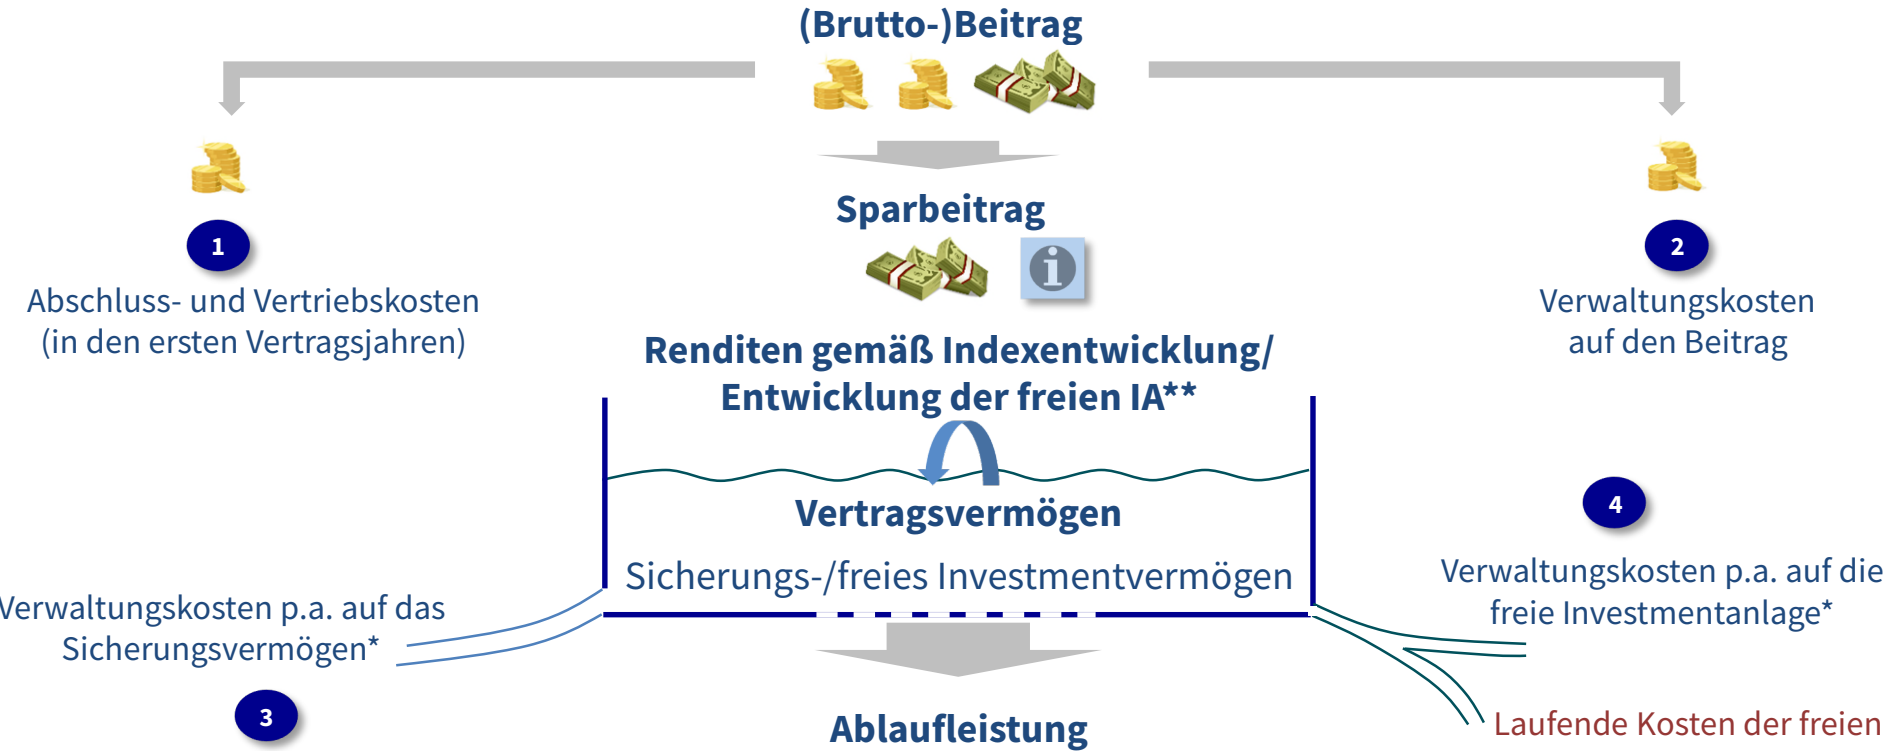 (Brutto-)Beitrag
Sparbeitrag
1
Abschluss- und Vertriebskosten
(in den ersten Vertragsjahren)
2
Verwaltungskosten
auf den Beitrag
Renditen gemäß Indexentwicklung/
Entwicklung der freien IA**
Vertragsvermögen
Sicherungs-/freies Investmentvermögen
Verwaltungskosten p.a. auf das
Sicherungsvermögen*
3
4
Verwaltungskosten p.a. auf die
freie Investmentanlage*
Laufende Kosten der freien
Ablaufleistung